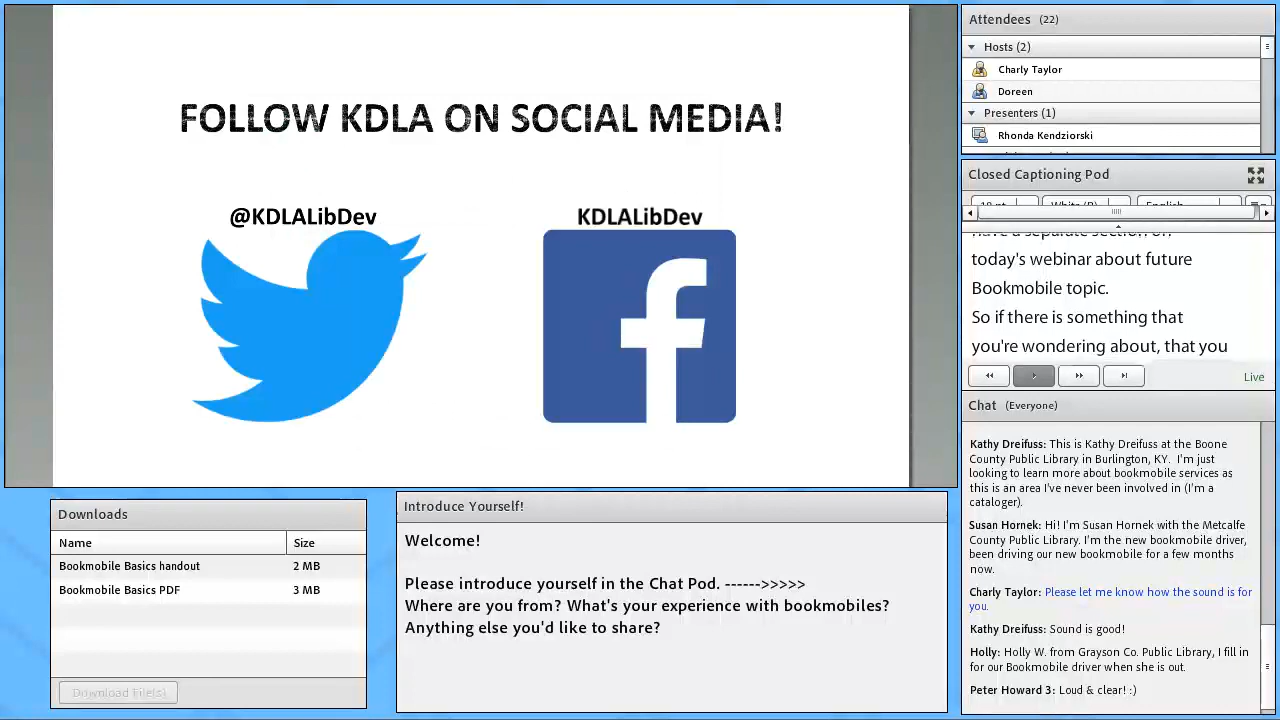 FOLLOW KDLA ON SOCIAL MEDIA!
@KDLALibDev
KDLALibDev
Downloads
Name Size
Bookmobile Basics handout 2 MB
Bookmobile Basics PDF 3 MB
Download File(s)
Introduce Yourself!
Welcome!
Please introduce yourself in the Chat Pod. ------>>>>>
Where are you from? What's your experience with bookmobiles?
Anything else you'd like to share?
Attendees (22)
Hosts (2)
Charly Taylor
Doreen
Presenters (1)
Rhonda Kendziorski
Closed Captioning Pod
English
have a separate section on
today's webinar about future
Bookmobile topic.
So if there is something that
you're wondering about, that you
Live
Chat (Everyone)
Kathy Dreifuss: This is Kathy Dreifuss at the Boone
County Public Library in Burlington, KY. I'm just
looking to learn more about bookmobile services as
this is an area I've never been involved in (I'm a
cataloger).
Susan Hornek: Hi! I'm Susan Hornek with the Metcalfe
County Public Library. I'm the new bookmobile driver,
been driving our new bookmobile for a few months
now.
Charly Taylor: Please let me know how the sound is for
you.
Kathy Dreifuss: Sound is good!
Holly: Holly W. from Grayson Co. Public Library, I fill in
for our Bookmobile driver when she is out.
Peter Howard 3: Loud & clear! :)